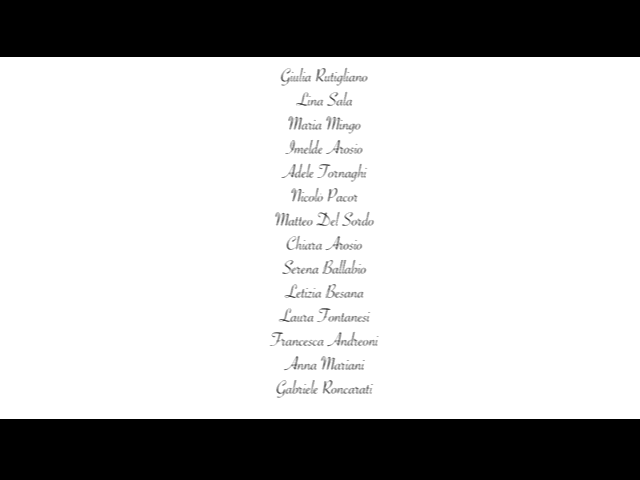 Giulia Rutigliano
Lina Sala
Maria Mingo
Imelde Arosio
Adele Tornaghi
Nicolò Pacor
Matteo Del Sordo
Chiara Arosio
Serena Ballabio
Letizia Besana
Laura Fontanesi
Francesca Andreoni
Anna Mariani
Gabriele Roncarati